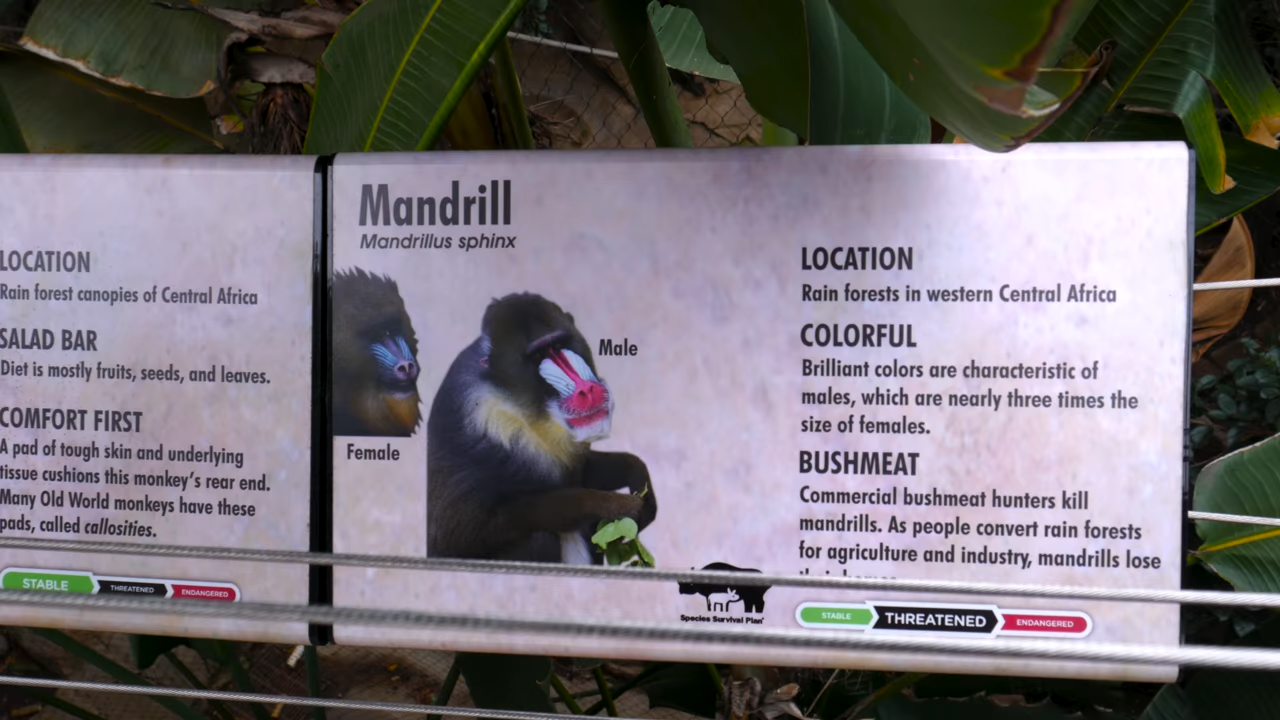 LOCATION
Rain forest canopies of Central Africa
SALAD BAR
Diet is mostly fruits, seeds, and leaves.
COMFORT FIRST
A pad of tough skin and underlying
tissue cushions this monkey's rear end.
Many Old World monkeys have these
pads, called callosities.
STABLE THREATENED ENDANGERED
Mandrill
Mandrillus sphinx
Female
Male
LOCATION
Rain forests in western Central Africa
COLORFUL
Brilliant colors are characteristic of
males, which are nearly three times the
size of females.
BUSHMEAT
Commercial bushmeat hunters kill
mandrills. As people convert rain forests
for agriculture and industry, mandrills lose
Species Survival Plan
STABLE THREATENED ENDANGERED